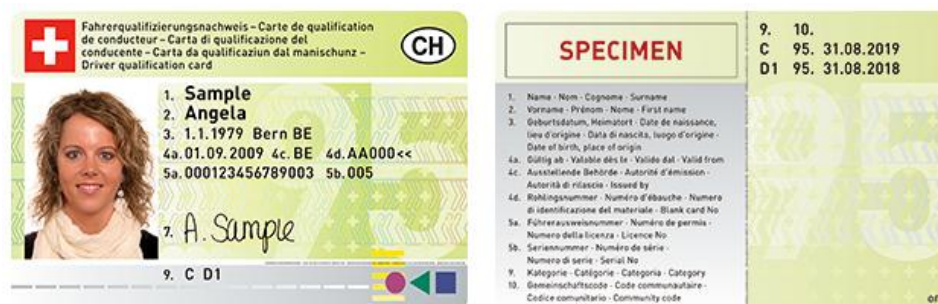 Fahrerqualifizierungsnachweis – Carte de qualification
de conducteur – Carta di qualificazione del
conducente – Carta da qualificaziun dal manischunz –
Driver qualification card
CH
1. Sample
2. Angela
3. 1.1.1979 Bern BE
4a. 01.09.2009 4c. BE 4d. AA000<<
5a. 000123456789003 5b. 005
7. A. Sample
9. C D1
SPECIMEN
1. Name - Nom - Cognome - Surname
2. Vorname - Prénom - Nome - First name
3. Geburtsdatum, Heimatort - Date de naissance,
lieu d'origine - Data di nascita, luogo d'origine -
Date of birth, place of origin
4a. Gültig ab - Valable dès le - Valido dal - Valid from
4c. Ausstellende Behörde - Autorité d'émission -
Autorità di rilascio - Issued by
4d. Rohlingsnummer - Numéro d'ébauche - Numero
di identificazione del materiale - Blank card No
5a. Führerausweisnummer - Numéro de permis -
Numero della licenza - Licence No
5b. Seriennummer - Numéro de série -
Numero di serie - Serial No
9. Kategorie - Catégorie - Categoria - Category
10. Gemeinschaftscode - Code communautaire -
Codice comunitario - Community code
9. 10.
C 95. 31.08.2019
D1 95. 31.08.2018